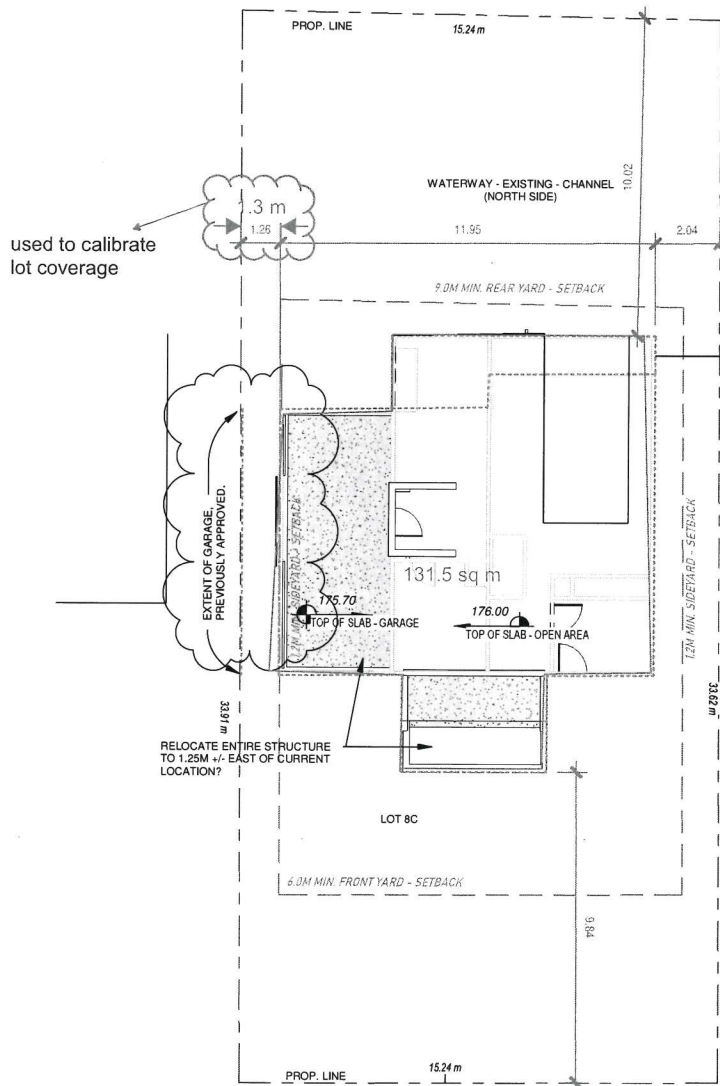 PROP. LINE
15.24 m
WATERWAY - EXISTING - CHANNEL
(NORTH SIDE)
10.02
1.3 m
1.26
11.95
2.04
used to calibrate
lot coverage
9.0M MIN. REAR YARD - SETBACK
EXTENT OF GARAGE,
PREVIOUSLY APPROVED.
1.2M MIN. SIDEYARD - SETBACK
131.5 sq m
175.70
TOP OF SLAB - GARAGE
176.00
TOP OF SLAB - OPEN AREA
1.2M MIN. SIDEYARD - SETBACK
33.91 m
33.62 m
RELOCATE ENTIRE STRUCTURE
TO 1.25M +/- EAST OF CURRENT
LOCATION?
LOT 8C
6.0M MIN. FRONT YARD - SETBACK
9.84
PROP. LINE
15.24 m